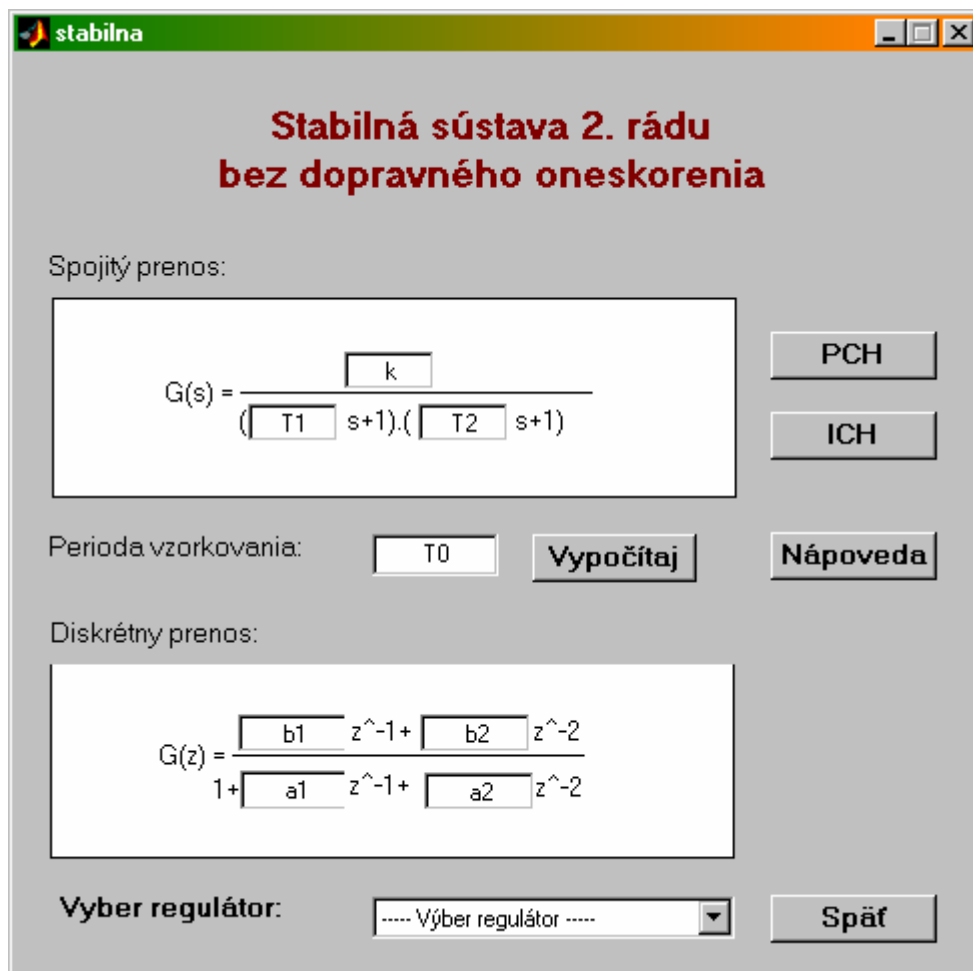 stabilna
Stabilná sústava 2. rádu
bez dopravného oneskorenia
Spojitý prenos:
k
G(s) =
(T1 s+1).( T2 s+1)
PCH
ICH
Perioda vzorkovania: T0 Vypočítaj Nápoveda
Diskrétny prenos:
b1 z^-1+ b2 z^-2
G(z) =
1+ a1 z^-1+ a2 z^-2
Vyber regulátor: ----- Výber regulátor ----- Späť